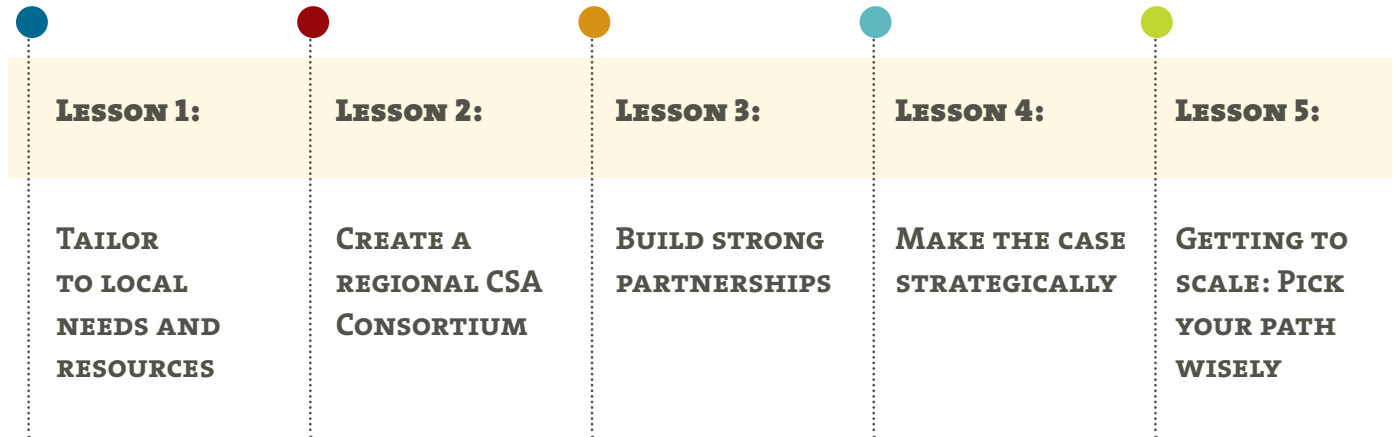 Lesson 1:
Tailor
to local
needs and
resources
Lesson 2:
Create a
regional CSA
Consortium
Lesson 3:
Build strong
partnerships
Lesson 4:
Make the case
strategically
Lesson 5:
Getting to
scale: Pick
your path
wisely